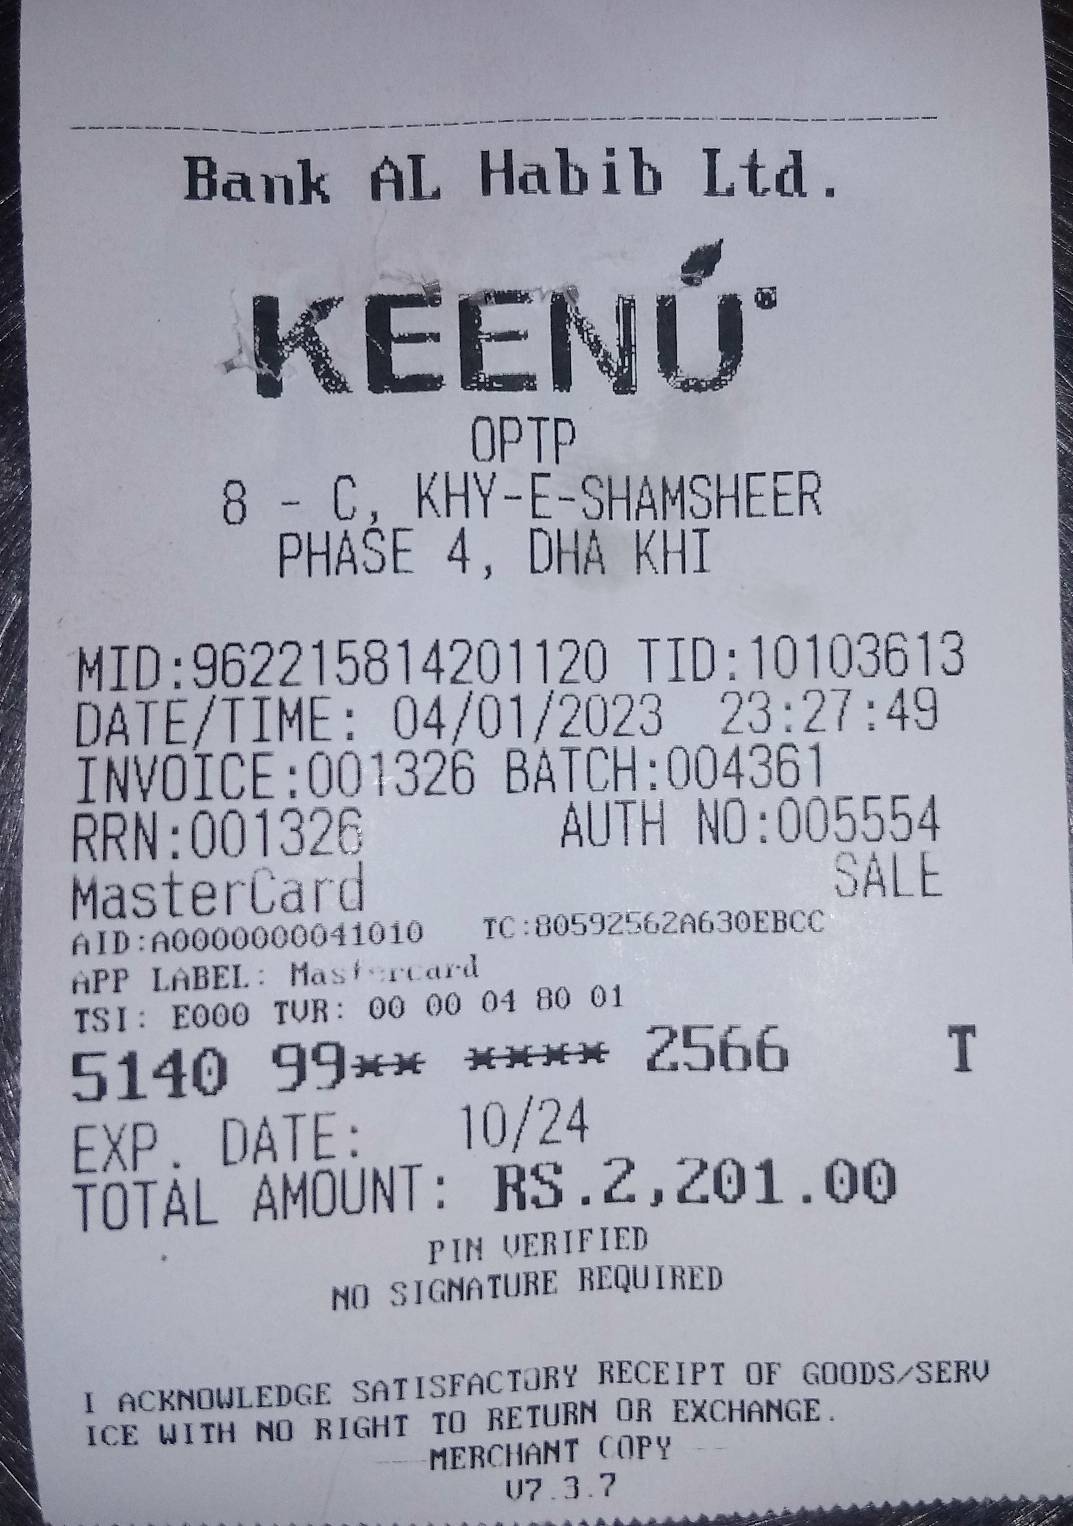 Bank AL Habib Ltd.
KEENÚ®
OPTP
8 - C, KHY-E-SHAMSHEER
PHASE 4, DHA KHI
MID:962215814201120 TID:10103613
DATE/TIME: 04/01/2023 23:27:49
INVOICE:001326 BATCH:004361
RRN:001326 AUTH NO:005554
MasterCard SALE
AID:A0000000041010 TC:80592562A630EBCC
APP LABEL: Mastercard
TSI: E000 TVR: 00 00 04 80 01
5140 99** **** 2566 T
EXP. DATE: 10/24
TOTAL AMOUNT: RS.2,201.00
PIN VERIFIED
NO SIGNATURE REQUIRED
I ACKNOWLEDGE SATISFACTORY RECEIPT OF GOODS/SERV
ICE WITH NO RIGHT TO RETURN OR EXCHANGE.
---MERCHANT COPY ---
V7.3.7